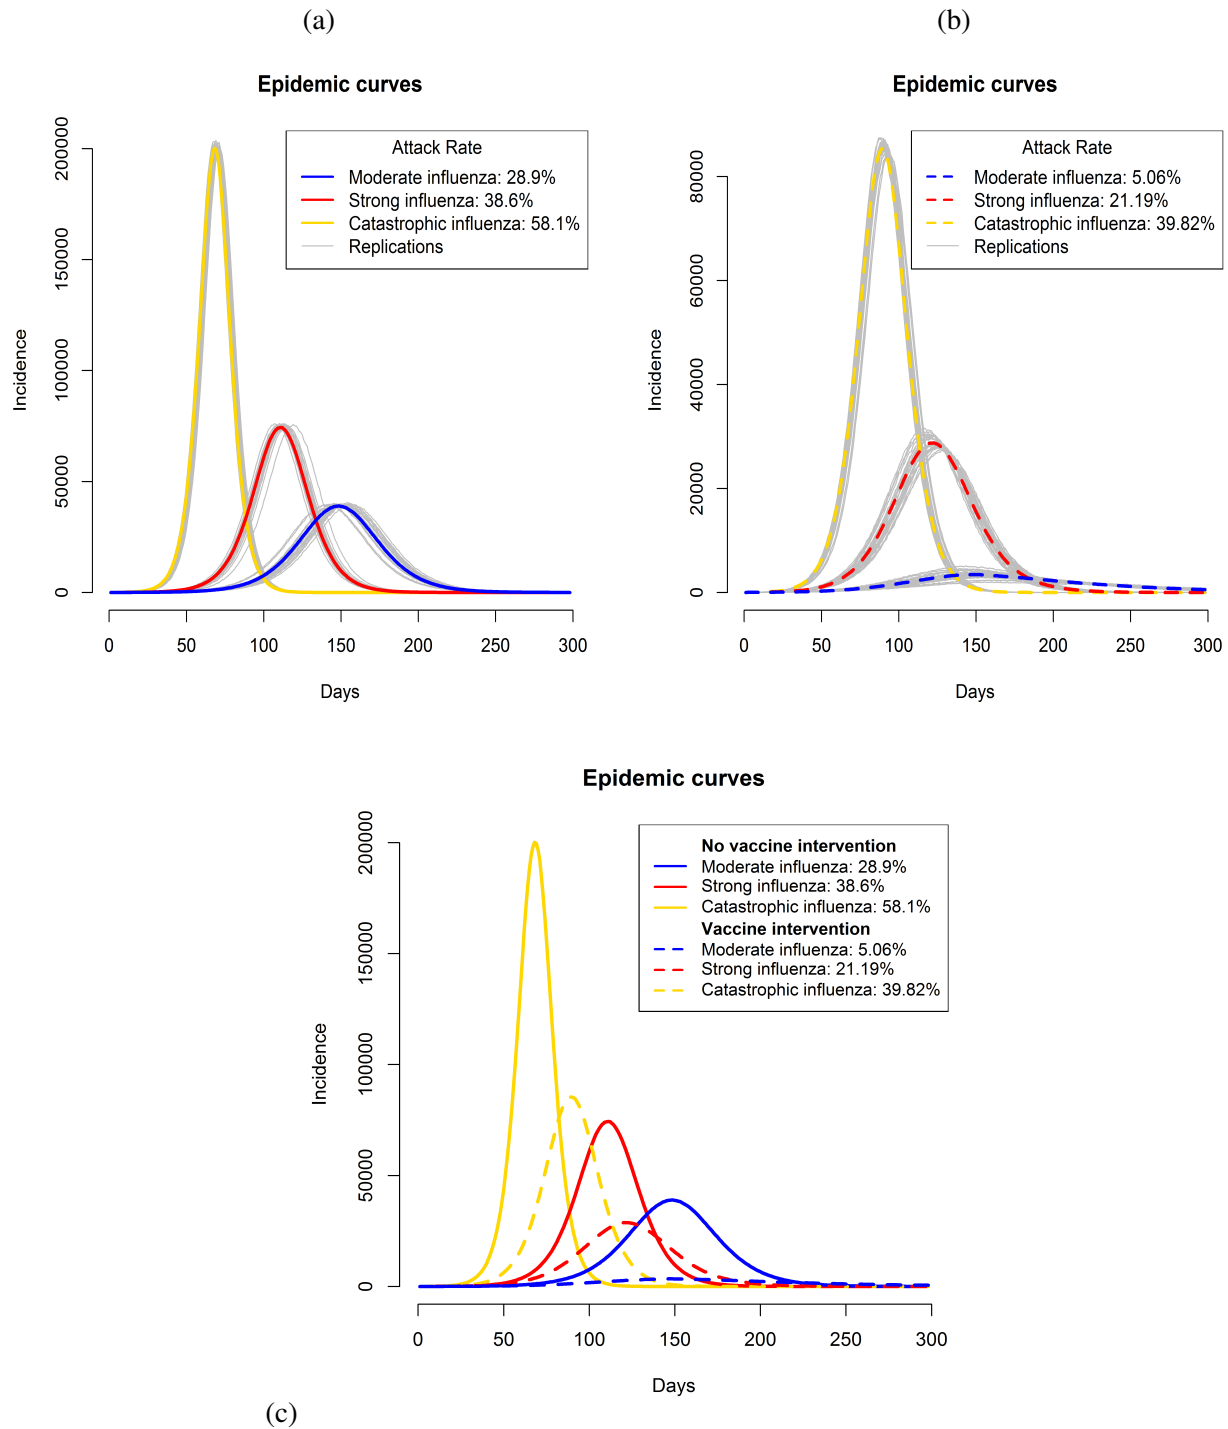 (a)
Epidemic curves
Attack Rate
Moderate influenza: 28.9%
Strong influenza: 38.6%
Catastrophic influenza: 58.1%
Replications
Incidence
0
50000
100000
150000
200000
0 50 100 150 200 250 300
Days
(b)
Epidemic curves
Attack Rate
Moderate influenza: 5.06%
Strong influenza: 21.19%
Catastrophic influenza: 39.82%
Replications
Incidence
0
20000
40000
60000
80000
0 50 100 150 200 250 300
Days
Epidemic curves
No vaccine intervention
Moderate influenza: 28.9%
Strong influenza: 38.6%
Catastrophic influenza: 58.1%
Vaccine intervention
Moderate influenza: 5.06%
Strong influenza: 21.19%
Catastrophic influenza: 39.82%
Incidence
0
50000
100000
150000
200000
0 50 100 150 200 250 300
Days
(c)